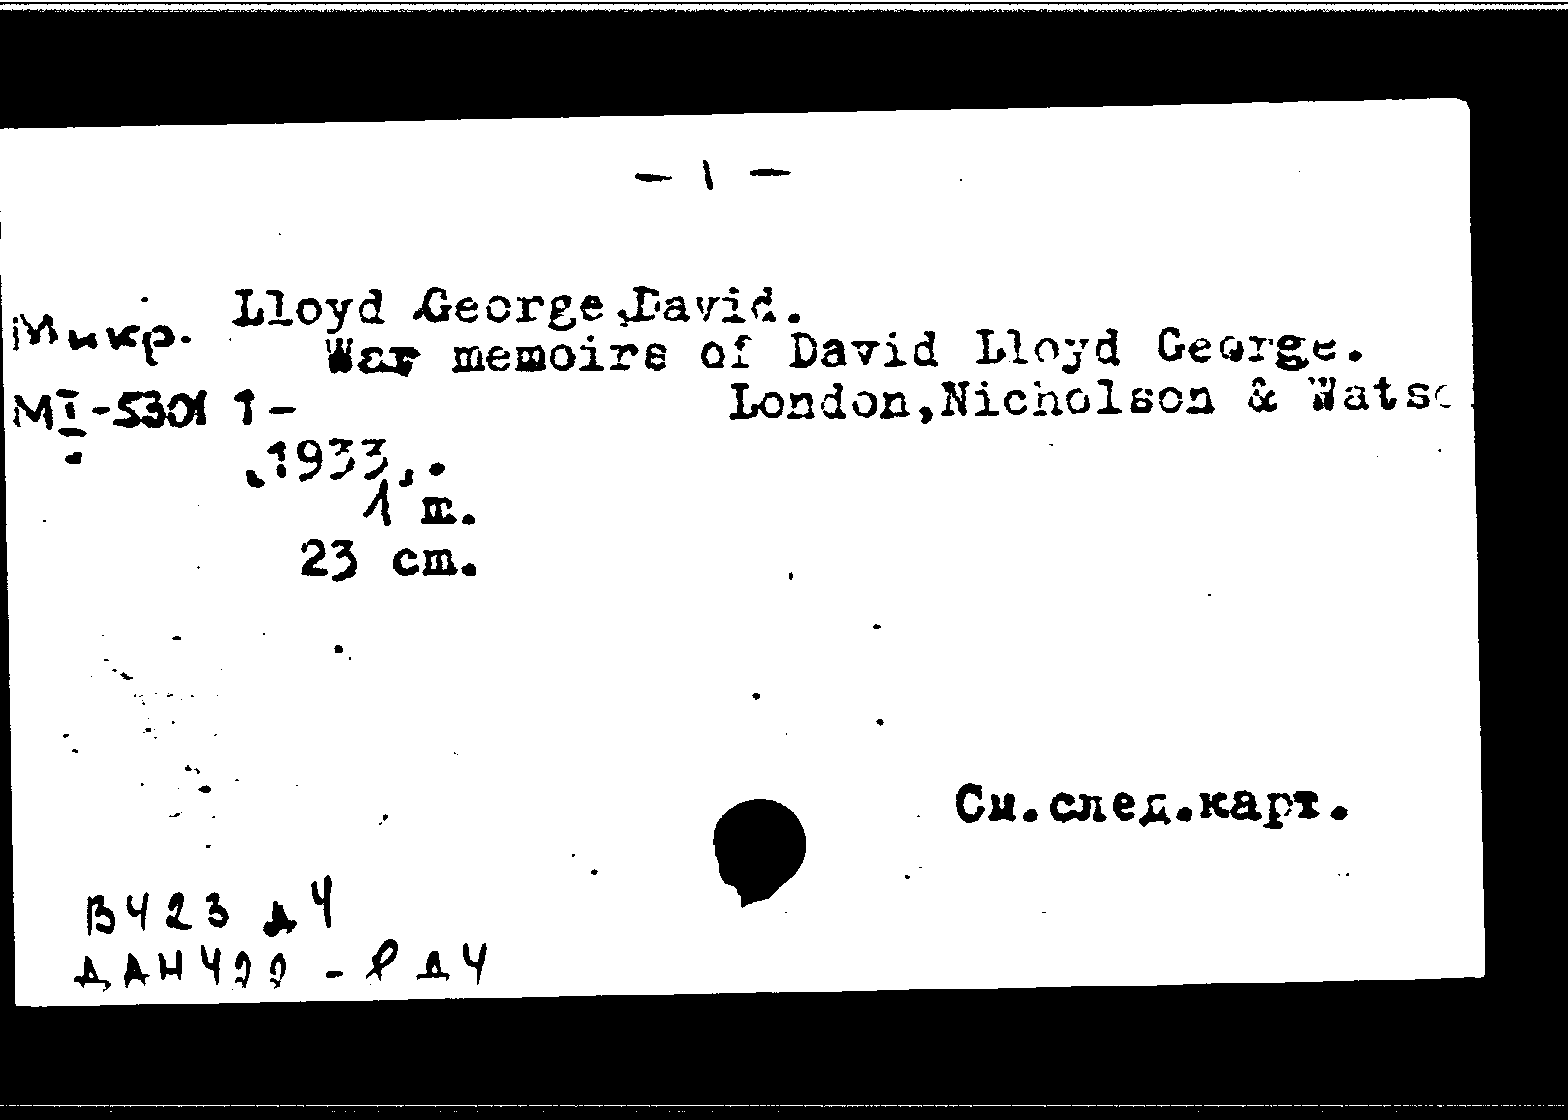 - 1 -
Lloyd George,David.
Микр.
War memoirs of David Lloyd George.
MI-5301 1-
London,Nicholson & Watso
1933,.
1 m.
23 cm.
См.след.карт.
В423 д4
ДАН422 - д4